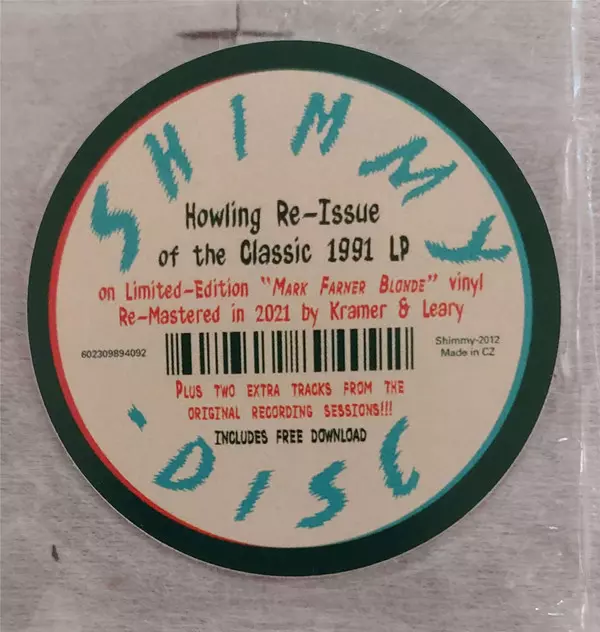 SHIMMY
Howling Re-Issue
of the Classic 1991 LP
on Limited-Edition "MARK FARNER BLONDE" vinyl
Re-Mastered in 2021 by Kramer & Leary
602309894092
Shimmy-2012
Made in CZ
PLUS TWO EXTRA TRACKS FROM THE
ORIGINAL RECORDING SESSIONS!!!
INCLUDES FREE DOWNLOAD
'DISC